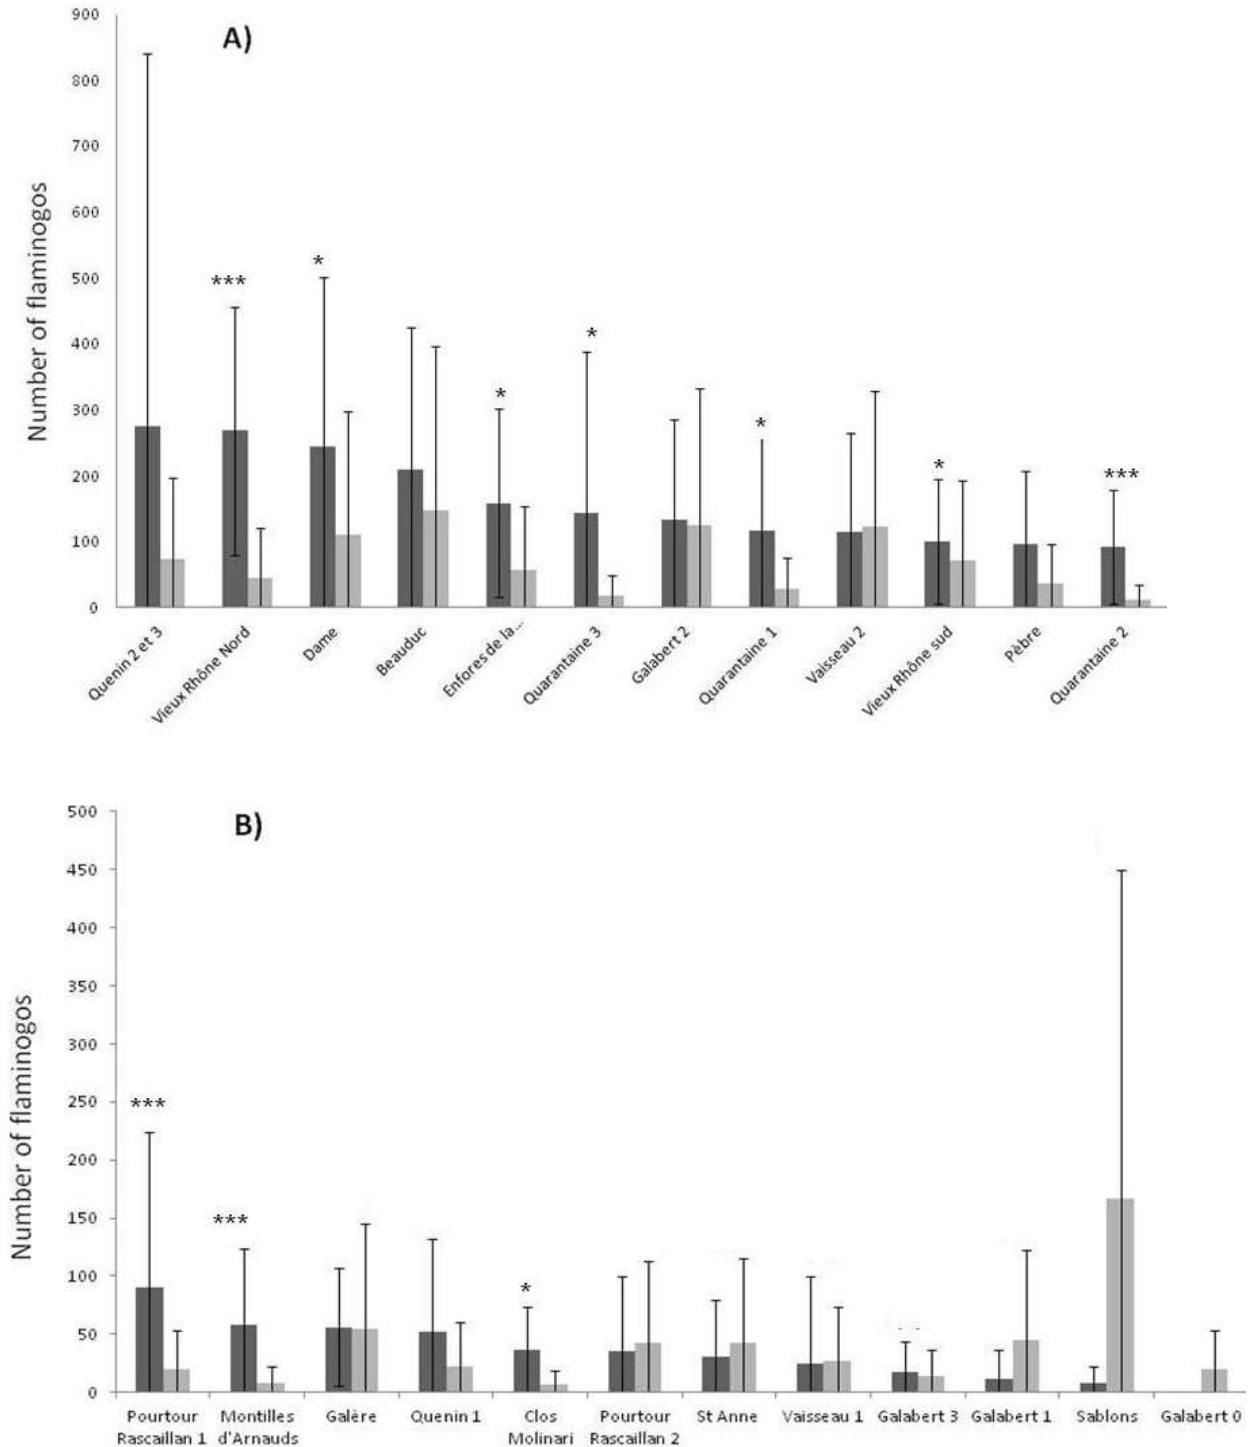 A)
Number of flaminogos
900
800
700
600
500
400
300
200
100
0
***
*
*
*
*
*
***
Quenin 2 et 3
Vieux Rhône Nord
Dame
Beauduc
Enfores de la...
Quarantaine 3
Galabert 2
Quarantaine 1
Vaisseau 2
Vieux Rhône sud
Pèbre
Quarantaine 2
B)
Number of flaminogos
500
450
400
350
300
250
200
150
100
50
0
***
***
*
Pourtour
Rascaillan 1
Montilles
d'Arnauds
Galère
Quenin 1
Clos
Molinari
Pourtour
Rascaillan 2
St Anne
Vaisseau 1
Galabert 3
Galabert 1
Sablons
Galabert 0